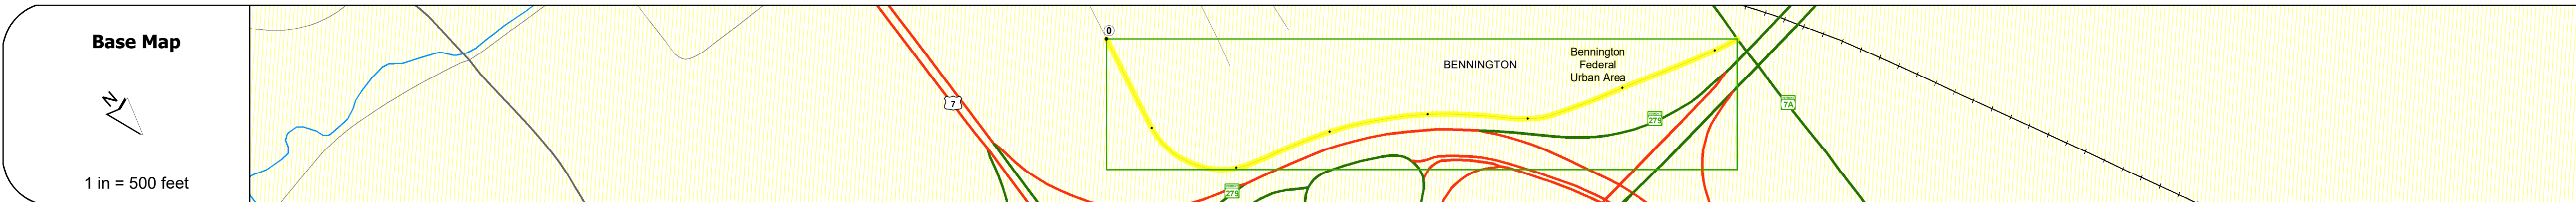 Base Map
N
1 in = 500 feet
7
0
BENNINGTON
Bennington
Federal
Urban Area
279
7A
279